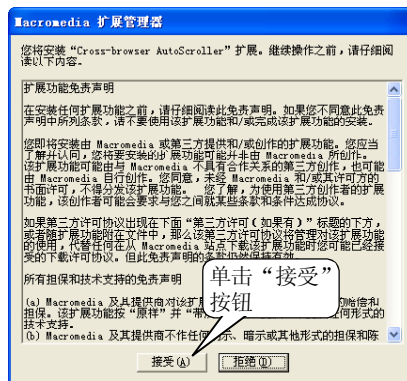 Macromedia 扩展管理器
您将安装“Cross-browser AutoScroller”扩展。继续操作之前，请仔细阅
读以下内容。
扩展功能免责声明
在安装任何扩展功能之前，请仔细阅读此免责声明。如果您不同意此免责
声明中所列条款，请不要使用该扩展功能和/或完成该扩展功能的安装。
您即将安装由 Macromedia 或第三方提供和/或创作的扩展功能。您应当
了解并认同，您将要安装的扩展功能可能并非由 Macromedia 所创作。
该扩展功能可能由与 Macromedia 不具有合作关系的第三方创作，也可能
由 Macromedia 自行创作。您同意，未经 Macromedia 和/或其许可方的
书面许可，不得分发该扩展功能。 您了解，为使用第三方创作者的扩展
功能，该创作者可能会要求与您之间就某些条款和条件达成协议。
如果第三方许可协议出现在下面“第三方许可（如果有）”标题的下方，
或者随扩展功能附在文件中，那么该第三方许可协议将管理对该扩展功能
的使用，代替任何在从 Macromedia 站点下载该扩展功能时您可能已经接
受的下载许可协议。但此免责声明的条款仍然保持有效。
所有担保和技术支持的免责声明
(a) Macromedia 及其提供商对该扩展 的赔偿和
担保。该扩展功能按“原样”并“带 何形式的
技术支持。
(b) Macromedia 及其提供商不作任何明示、暗示或其他形式的担保和陈
单击“接受”
按钮
接受(A) 拒绝(D)